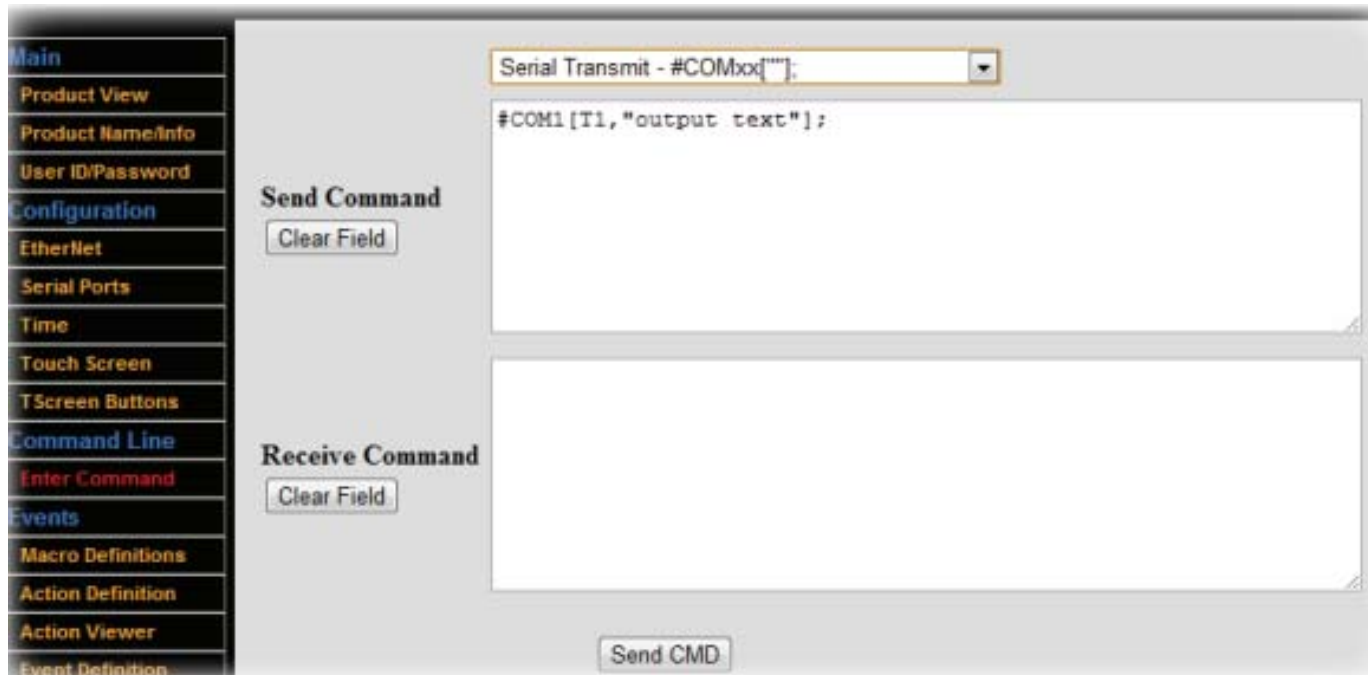 Main
Product View
Product Name/Info
User ID/Password
Configuration
EtherNet
Serial Ports
Time
Touch Screen
TScreen Buttons
Command Line
Enter Command
Events
Macro Definitions
Action Definition
Action Viewer
Event Definition
Serial Transmit - #COMxx[""];
#COM1[T1,"output text"];
Send Command
Clear Field
Receive Command
Clear Field
Send CMD